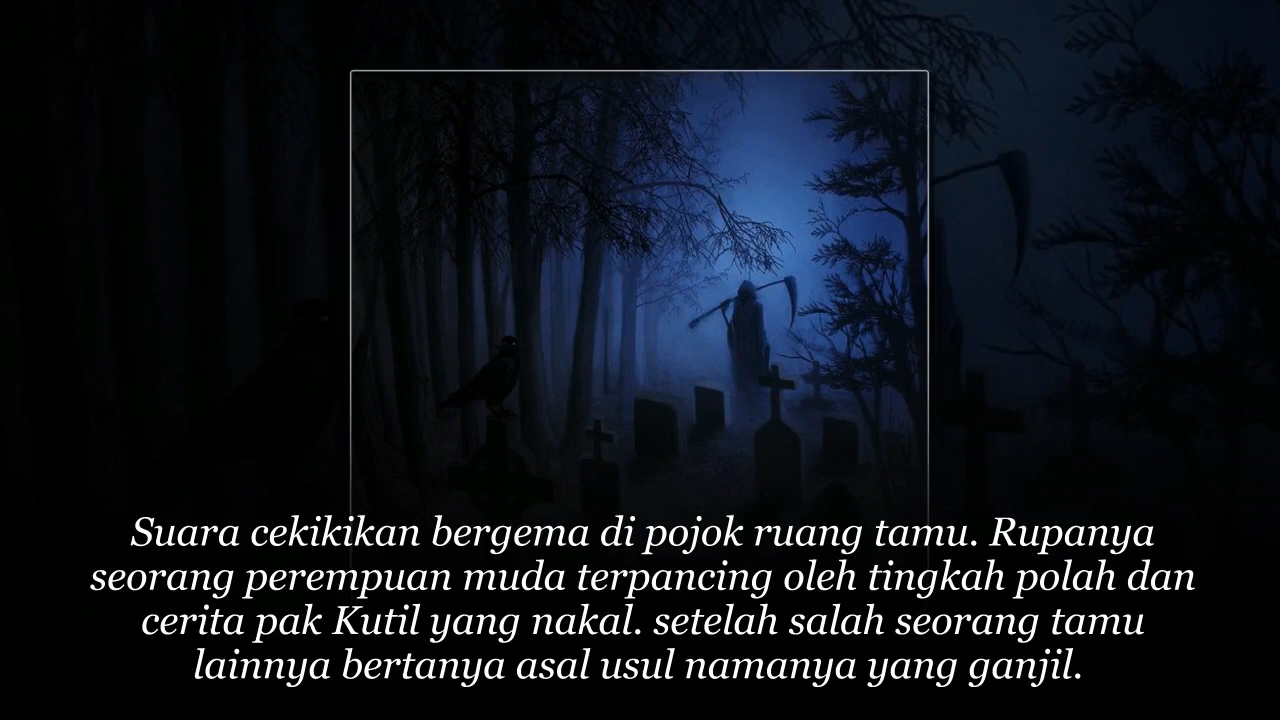 Suara cekikikan bergema di pojok ruang tamu. Rupanya
seorang perempuan muda terpancing oleh tingkah polah dan
cerita pak Kutil yang nakal. setelah salah seorang tamu
lainnya bertanya asal usul namanya yang ganjil.